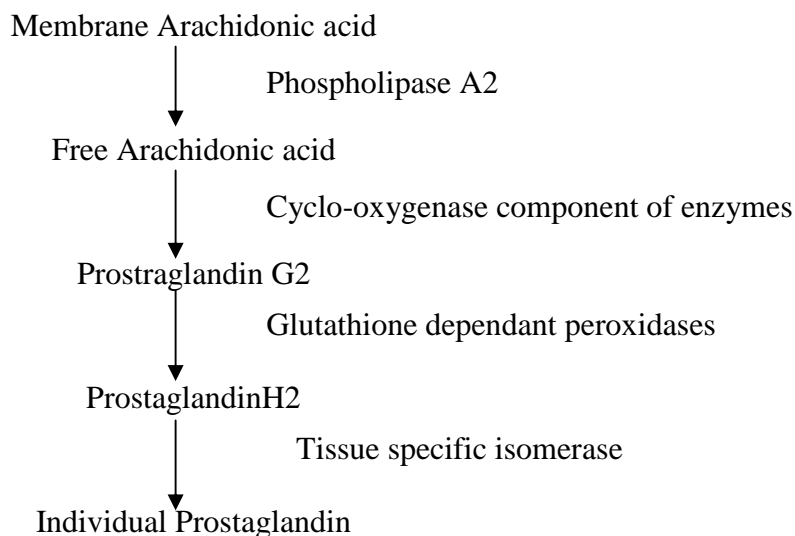 Membrane Arachidonic acid
Phospholipase A2
Free Arachidonic acid
Cyclo-oxygenase component of enzymes
Prostraglandin G2
Glutathione dependant peroxidases
ProstaglandinH2
Tissue specific isomerase
Individual Prostaglandin